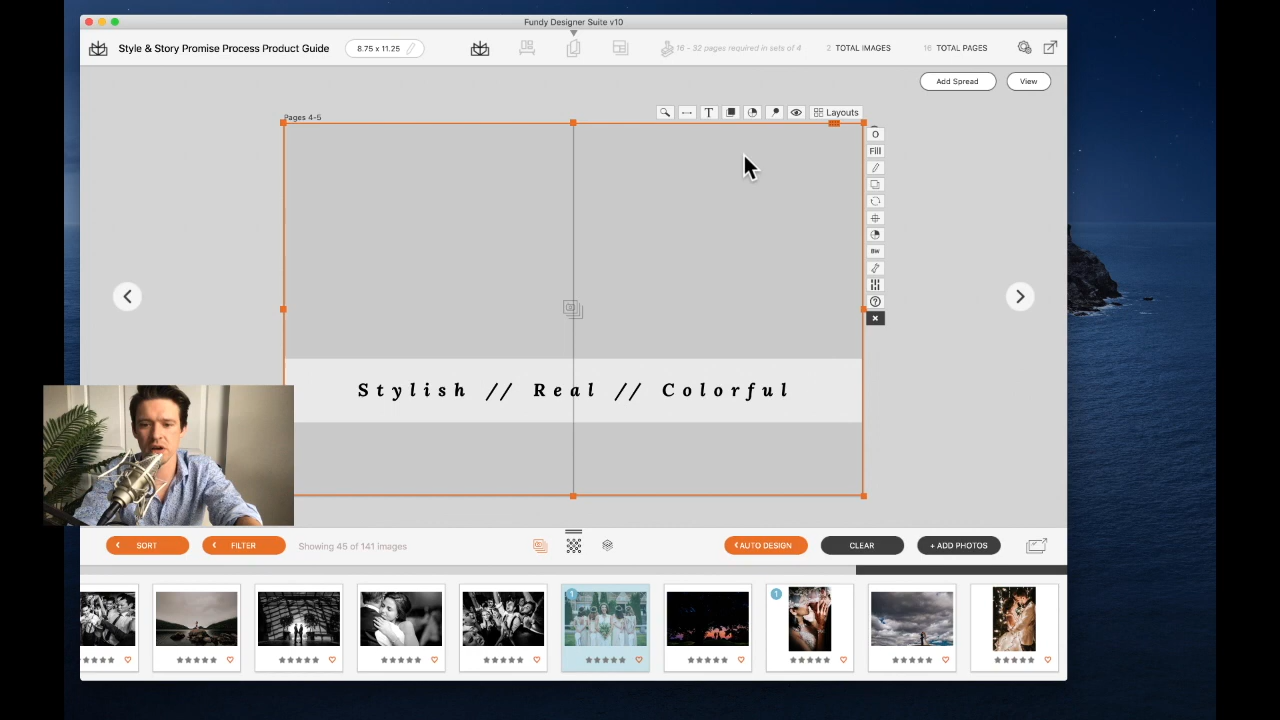 Fundy Designer Suite v10
Style & Story Promise Process Product Guide
8.75 x 11.25
16 - 32 pages required in sets of 4
2 TOTAL IMAGES
16 TOTAL PAGES
Add Spread
View
Pages 4-5
T
Layouts
O
Fill
BW
Stylish // Real // Colorful
SORT
FILTER
Showing 45 of 141 images
AUTO DESIGN
CLEAR
+ ADD PHOTOS
1
1